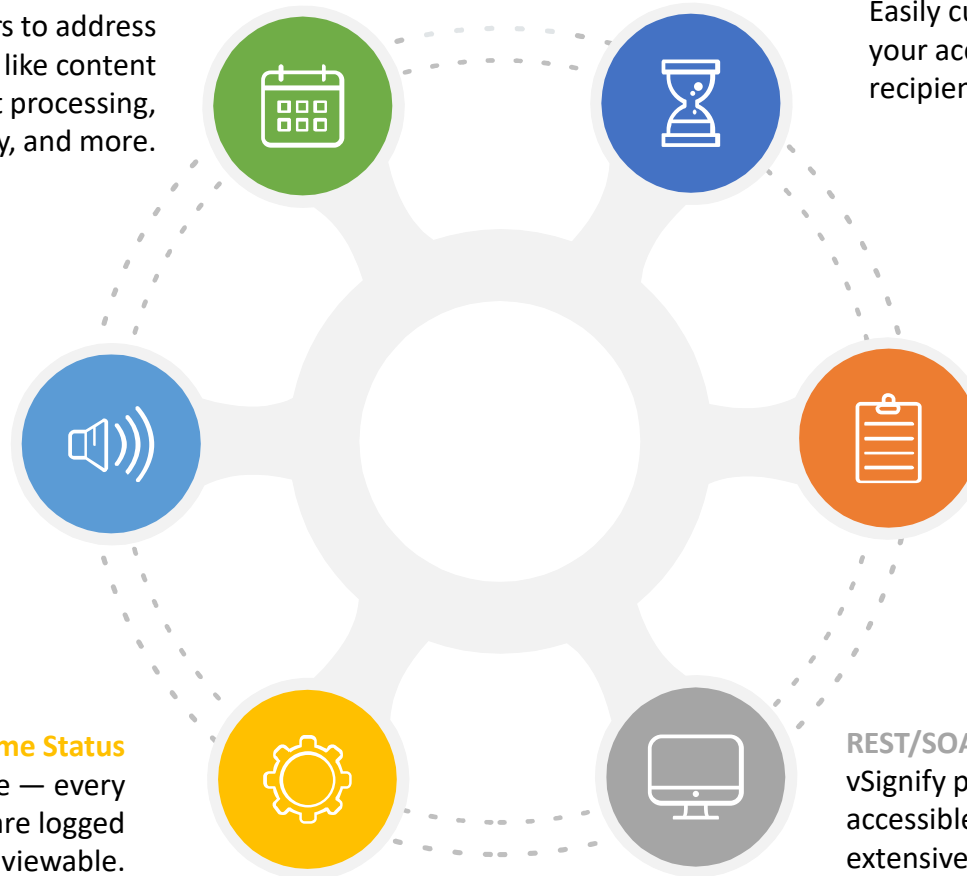 rs to address
like content
t processing,
y, and more.
Easily cu
your acc
recipien
me Status
e — every
are logged
viewable.
REST/SOA
vSignify p
accessible
extensive